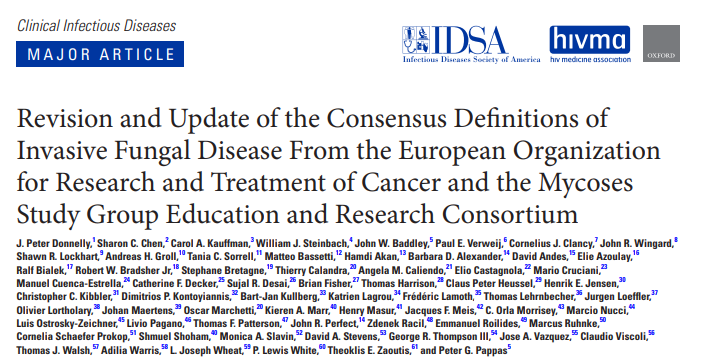 Clinical Infectious Diseases
MAJOR ARTICLE
IDSA
Infectious Diseases Society of America
hivma
hiv medicine association
OXFORD
Revision and Update of the Consensus Definitions of
Invasive Fungal Disease From the European Organization
for Research and Treatment of Cancer and the Mycoses
Study Group Education and Research Consortium
J. Peter Donnelly,1 Sharon C. Chen,2 Carol A. Kauffman,3 William J. Steinbach,4 John W. Baddley,5 Paul E. Verweij,6 Cornelius J. Clancy,7 John R. Wingard,8
Shawn R. Lockhart,9 Andreas H. Groll,10 Tania C. Sorrell,11 Matteo Bassetti,12 Hamdi Akan,13 Barbara D. Alexander,14 David Andes,15 Elie Azoulay,16
Ralf Bialek,17 Robert W. Bradsher Jr,18 Stephane Bretagne,19 Thierry Calandra,20 Angela M. Caliendo,21 Elio Castagnola,22 Mario Cruciani,23
Manuel Cuenca-Estrella,24 Catherine F. Decker,25 Sujal R. Desai,26 Brian Fisher,27 Thomas Harrison,28 Claus Peter Heussel,29 Henrik E. Jensen,30
Christopher C. Kibbler,31 Dimitrios P. Kontoyiannis,32 Bart-Jan Kullberg,33 Katrien Lagrou,34 Frédéric Lamoth,35 Thomas Lehrnbecher,36 Jurgen Loeffler,37
Olivier Lortholary,38 Johan Maertens,39 Oscar Marchetti,20 Kieren A. Marr,40 Henry Masur,41 Jacques F. Meis,42 C. Orla Morrisey,43 Marcio Nucci,44
Luis Ostrosky-Zeichner,45 Livio Pagano,46 Thomas F. Patterson,47 John R. Perfect,14 Zdenek Racil,48 Emmanuel Roilides,49 Marcus Ruhnke,50
Cornelia Schaefer Prokop,51 Shmuel Shoham,40 Monica A. Slavin,52 David A. Stevens,53 George R. Thompson III,54 Jose A. Vazquez,55 Claudio Viscoli,56
Thomas J. Walsh,57 Adilia Warris,58 L. Joseph Wheat,59 P. Lewis White,60 Theoklis E. Zaoutis,61 and Peter G. Pappas5